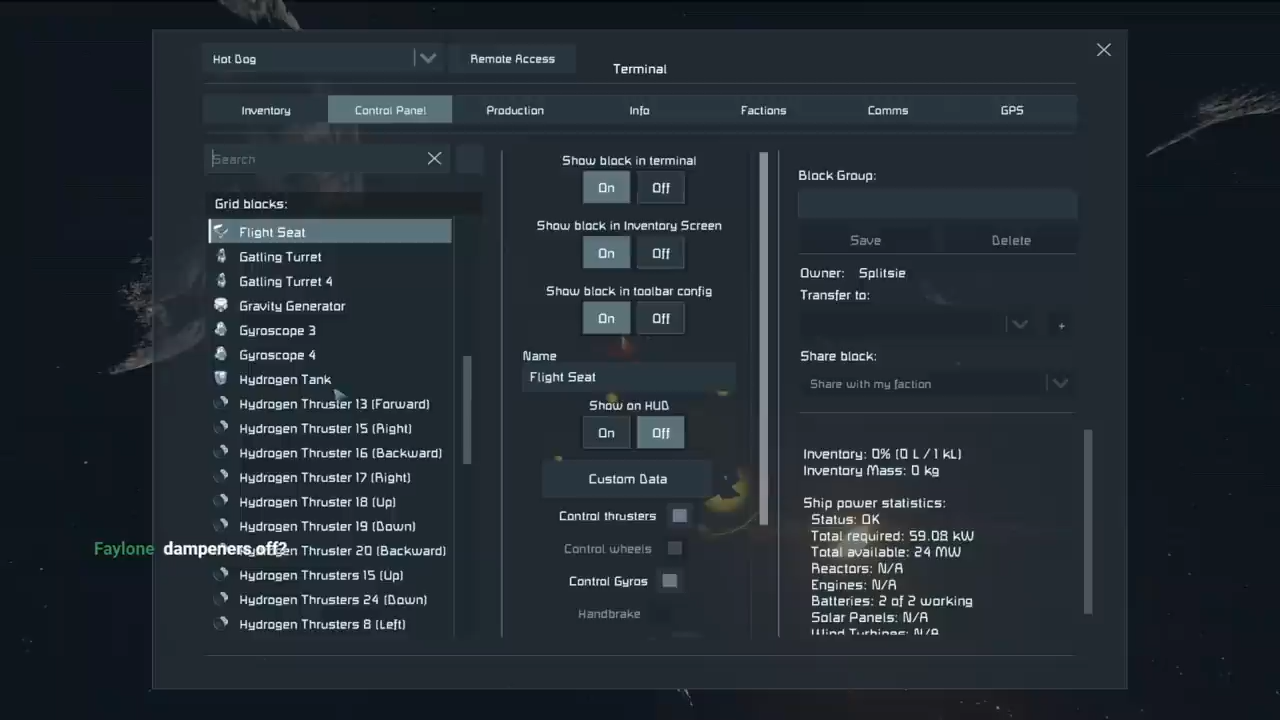 Hot Dog
Remote Access
Terminal
Inventory
Control Panel
Production
Info
Factions
Comms
GPS
Search
Grid blocks:
Flight Seat
Gatling Turret
Gatling Turret 4
Gravity Generator
Gyroscope 3
Gyroscope 4
Hydrogen Tank
Hydrogen Thruster 13 (Forward)
Hydrogen Thruster 15 (Right)
Hydrogen Thruster 16 (Backward)
Hydrogen Thruster 17 (Right)
Hydrogen Thruster 18 (Up)
Hydrogen Thruster 19 (Down)
Hydrogen Thruster 20 (Backward)
Hydrogen Thrusters 15 (Up)
Hydrogen Thrusters 24 (Down)
Hydrogen Thrusters 8 (Left)
Faylone dampeners off?
Show block in terminal
On Off
Show block in Inventory Screen
On Off
Show block in toolbar config
On Off
Name
Flight Seat
Show on HUD
On Off
Custom Data
Control thrusters
Control wheels
Control Gyros
Handbrake
Block Group:
Save Delete
Owner: Splitsie
Transfer to:
+
Share block:
Share with my faction
Inventory: 0% (0 L / 1 kL)
Inventory Mass: 0 kg
Ship power statistics:
Status: OK
Total required: 59.08 kW
Total available: 24 MW
Reactors: N/A
Engines: N/A
Batteries: 2 of 2 working
Solar Panels: N/A
Wind Turbines: N/A